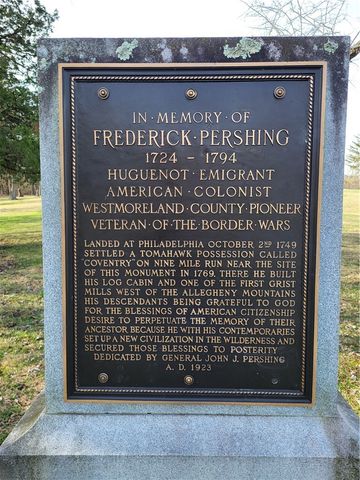 IN · MEMORY · OF
FREDERICK · PERSHING
1724 - 1794
HUGUENOT · EMIGRANT
AMERICAN · COLONIST
WESTMORELAND · COUNTY · PIONEER
VETERAN · OF · THE · BORDER · WARS
LANDED AT PHILADELPHIA OCTOBER 2ND 1749
SETTLED A TOMAHAWK POSSESSION CALLED
"COVENTRY" ON NINE MILE RUN NEAR THE SITE
OF THIS MONUMENT IN 1769. THERE HE BUILT
HIS LOG CABIN AND ONE OF THE FIRST GRIST
MILLS WEST OF THE ALLEGHENY MOUNTAINS
HIS DESCENDANTS BEING GRATEFUL TO GOD
FOR THE BLESSINGS OF AMERICAN CITIZENSHIP
DESIRE TO PERPETUATE THE MEMORY OF THEIR
ANCESTOR BECAUSE HE WITH HIS CONTEMPORARIES
SET UP A NEW CIVILIZATION IN THE WILDERNESS AND
SECURED THOSE BLESSINGS TO POSTERITY
DEDICATED BY GENERAL JOHN J. PERSHING
A. D. 1923